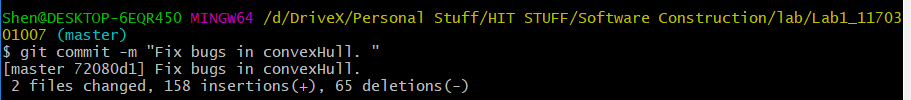 Shen@DESKTOP-6EQR450 MINGW64 /d/DriveX/Personal Stuff/HIT STUFF/Software Construction/lab/Lab1_11703
01007 (master)
$ git commit -m "Fix bugs in convexHull. "
[master 72080d1] Fix bugs in convexHull.
 2 files changed, 158 insertions(+), 65 deletions(-)